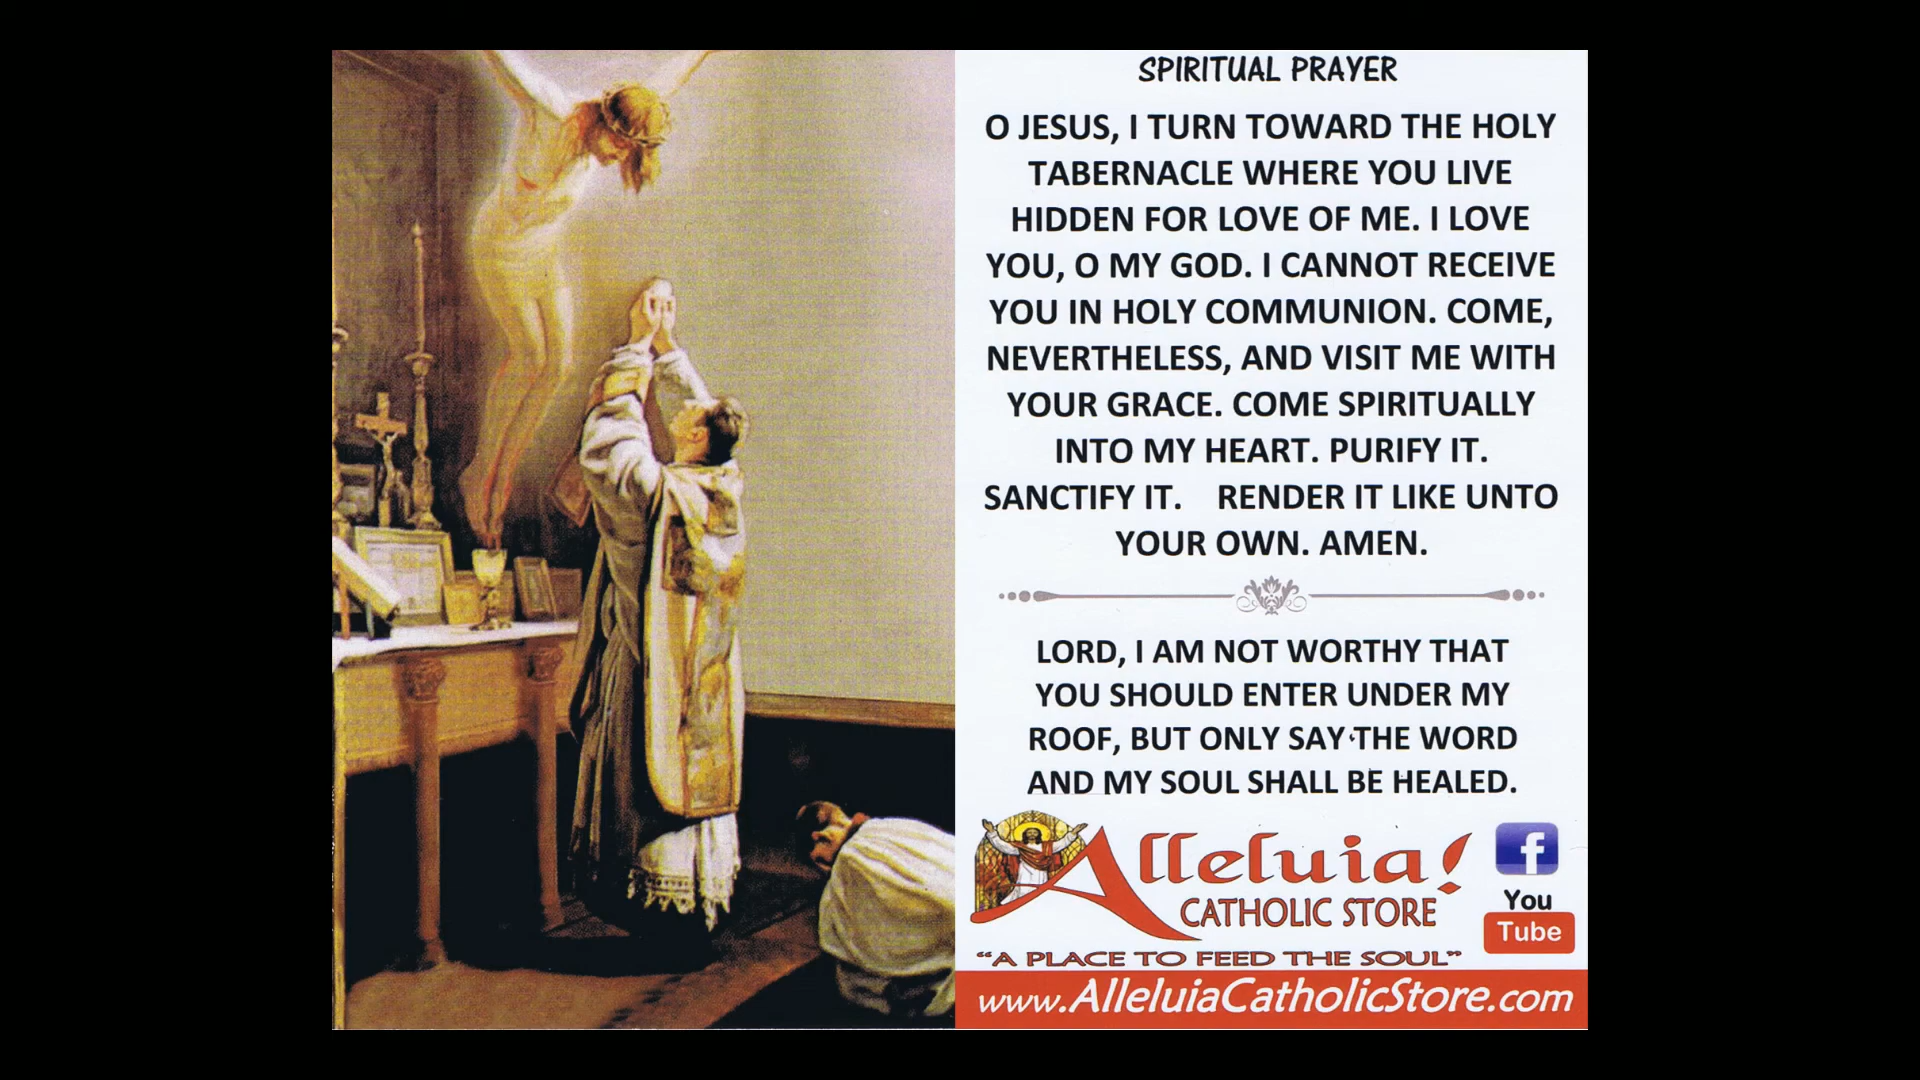 SPIRITUAL PRAYER
O JESUS, I TURN TOWARD THE HOLY
TABERNACLE WHERE YOU LIVE
HIDDEN FOR LOVE OF ME. I LOVE
YOU, O MY GOD. I CANNOT RECEIVE
YOU IN HOLY COMMUNION. COME,
NEVERTHELESS, AND VISIT ME WITH
YOUR GRACE. COME SPIRITUALLY
INTO MY HEART. PURIFY IT.
SANCTIFY IT. RENDER IT LIKE UNTO
YOUR OWN. AMEN.
LORD, I AM NOT WORTHY THAT
YOU SHOULD ENTER UNDER MY
ROOF, BUT ONLY SAY THE WORD
AND MY SOUL SHALL BE HEALED.
Alleluia!
CATHOLIC STORE
"A PLACE TO FEED THE SOUL"
f
You
Tube
www.AlleluiaCatholicStore.com